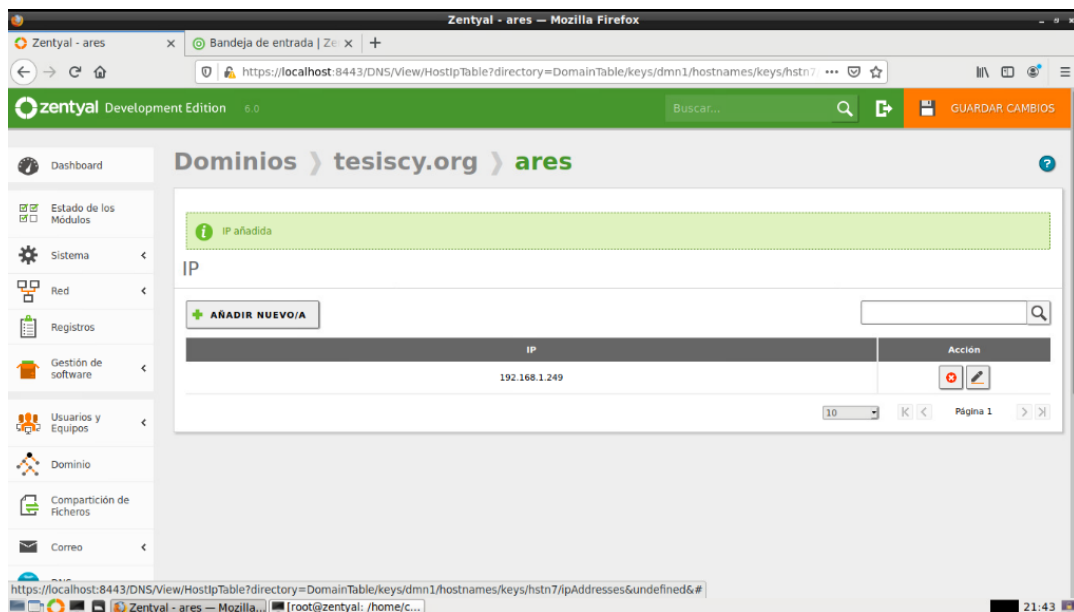 Zentyal - ares — Mozilla Firefox
Zentyal - ares
Bandeja de entrada | Ze
https://localhost:8443/DNS/View/HostIpTable?directory=DomainTable/keys/dmn1/hostnames/keys/hstn7
zentyal Development Edition 6.0
Buscar...
GUARDAR CAMBIOS
Dashboard
Dominios
tesiscy.org
ares
Estado de los
Módulos
IP añadida
Sistema
IP
Red
Registros
AÑADIR NUEVO/A
Gestión de
software
IP
Acción
192.168.1.249
Usuarios y
Equipos
10
Página 1
Dominio
Compartición de
Ficheros
Correo
https://localhost:8443/DNS/View/HostIpTable?directory=DomainTable/keys/dmn1/hostnames/keys/hstn7/ipAddresses&undefined&#
Zentyal - ares — Mozilla...
[root@zentyal: /home/c...
21:43